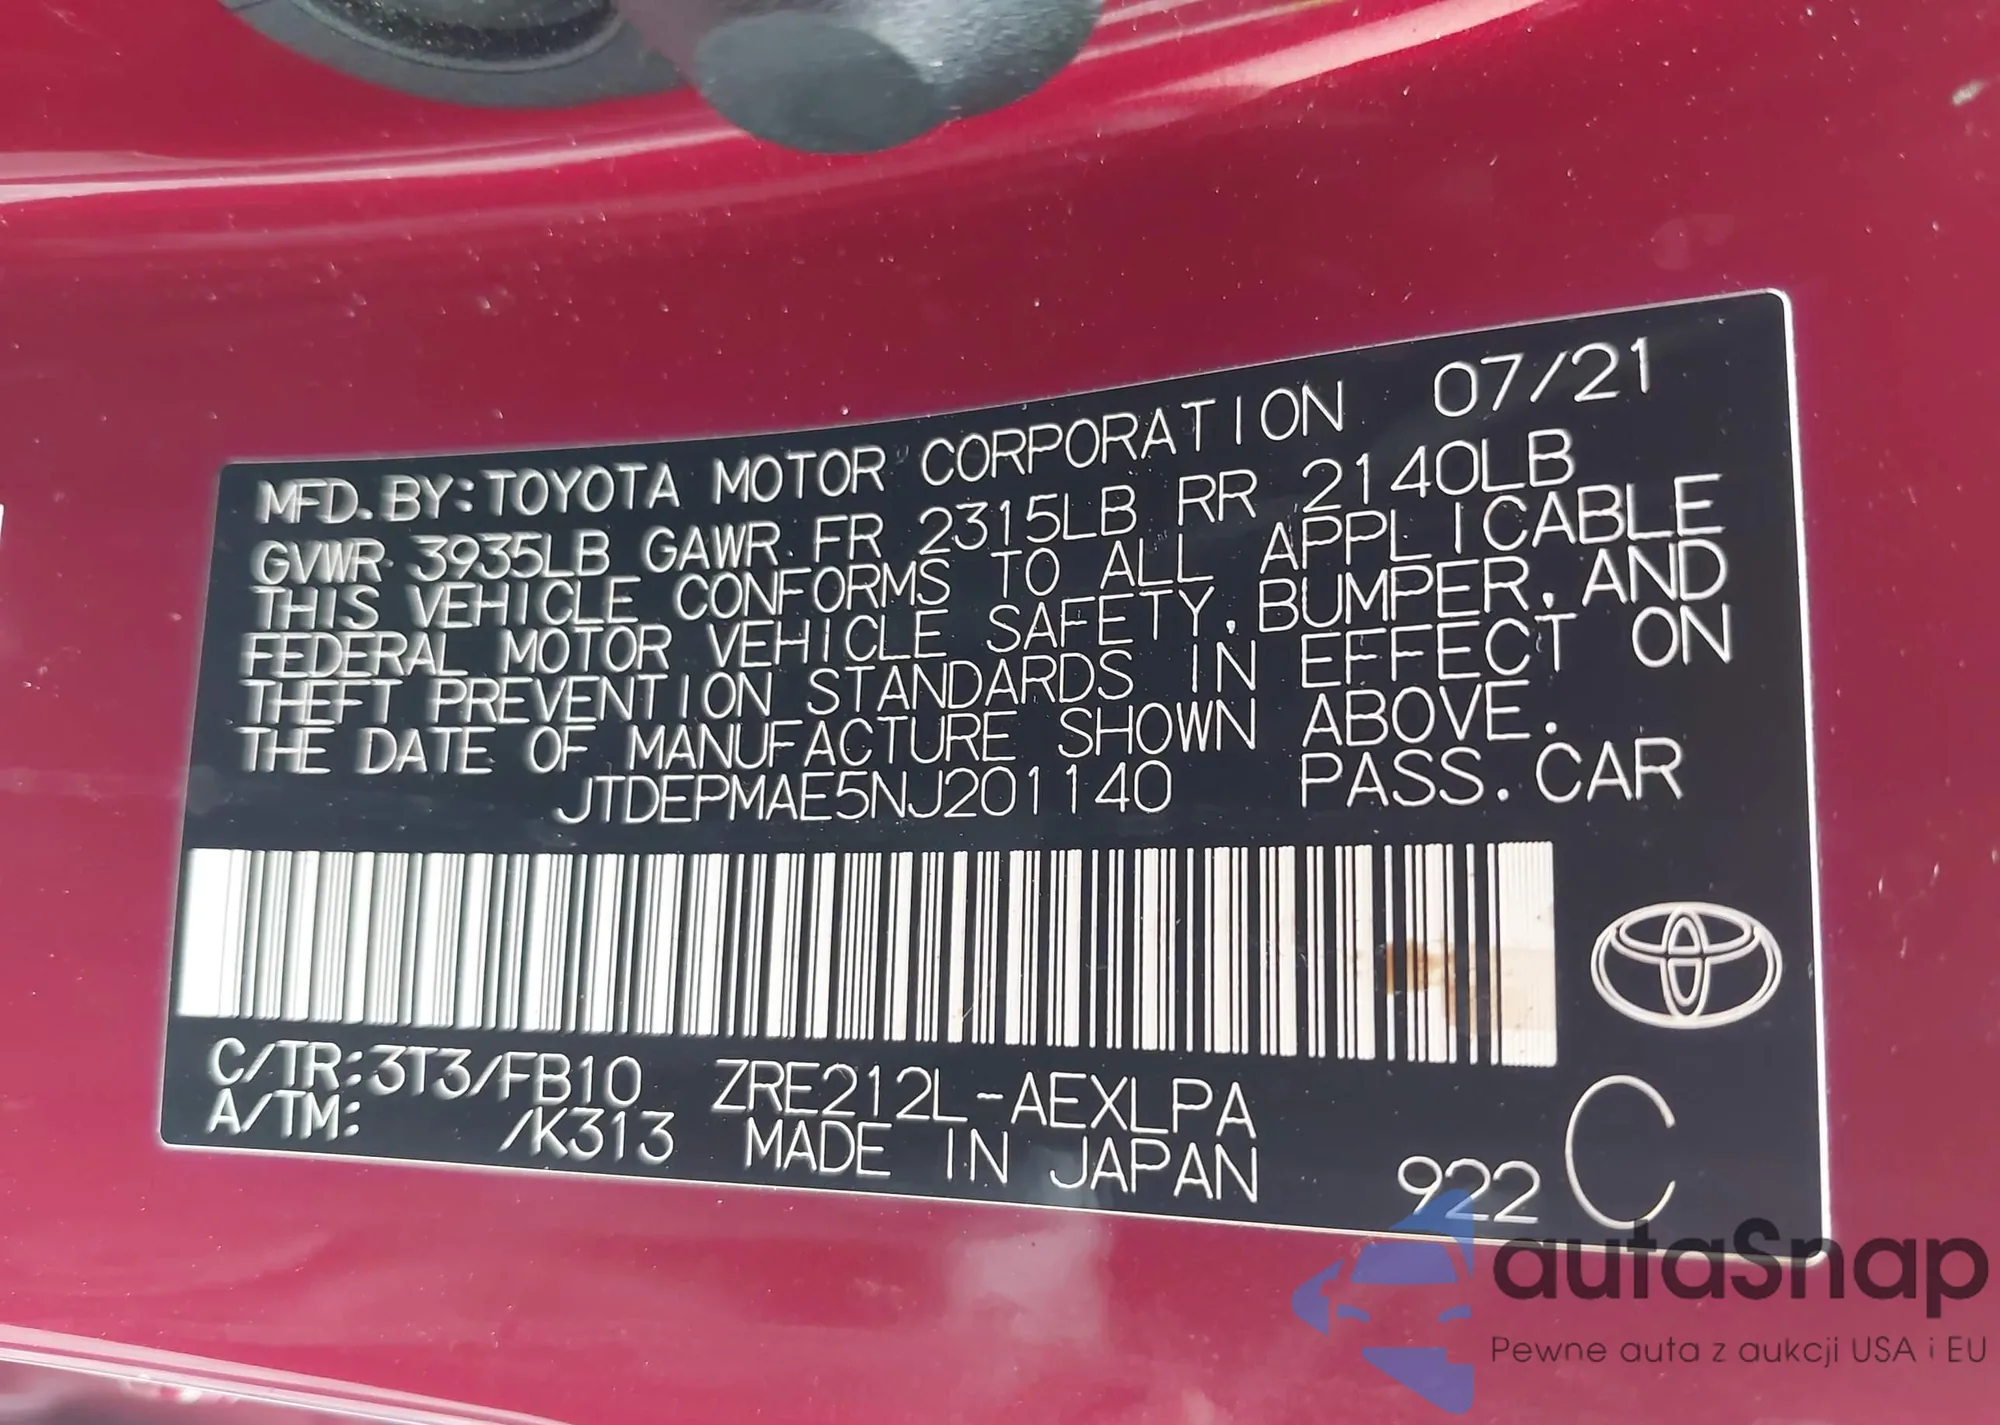 MFD. BY: TOYOTA MOTOR CORPORATION 07/21
GVWR 3935LB GAWR FR 2315LB RR 2140LB
THIS VEHICLE CONFORMS TO ALL APPLICABLE
FEDERAL MOTOR VEHICLE SAFETY, BUMPER, AND
THEFT PREVENTION STANDARDS IN EFFECT ON
THE DATE OF MANUFACTURE SHOWN ABOVE.
JTDEPMAE5NJ201140 PASS. CAR
C/TR: 3T3/FB10 ZRE212L-AEXLPA
A/TM: /K313 MADE IN JAPAN 922 C
autaSnap
Pewne auta z aukcji USA i EU